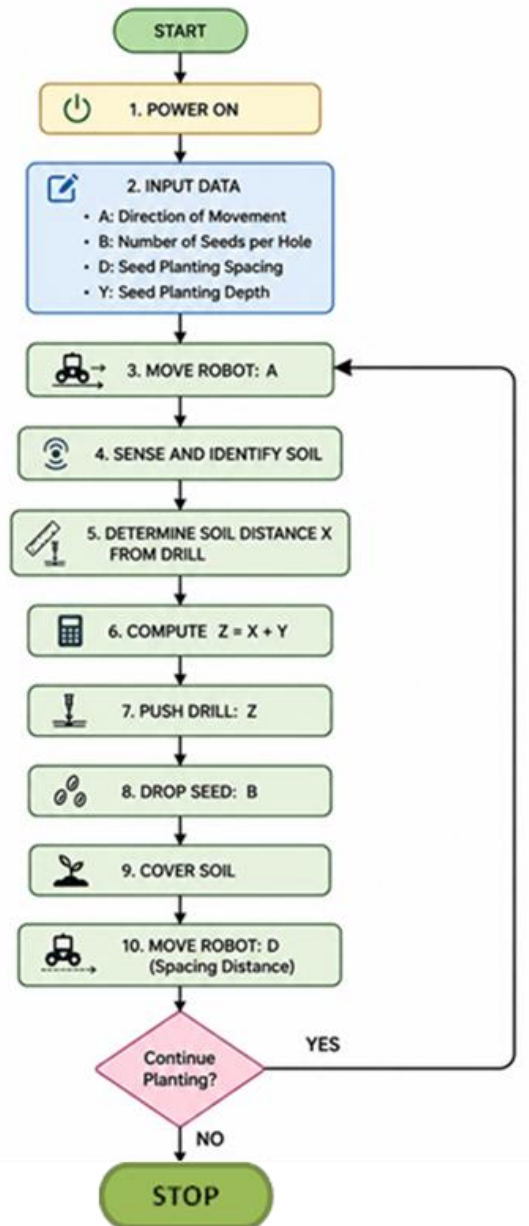 START
1. POWER ON
2. INPUT DATA
• A: Direction of Movement
• B: Number of Seeds per Hole
• D: Seed Planting Spacing
• Y: Seed Planting Depth
3. MOVE ROBOT: A
4. SENSE AND IDENTIFY SOIL
5. DETERMINE SOIL DISTANCE X
FROM DRILL
6. COMPUTE Z = X + Y
7. PUSH DRILL: Z
8. DROP SEED: B
9. COVER SOIL
10. MOVE ROBOT: D
(Spacing Distance)
Continue
Planting?
YES
NO
STOP